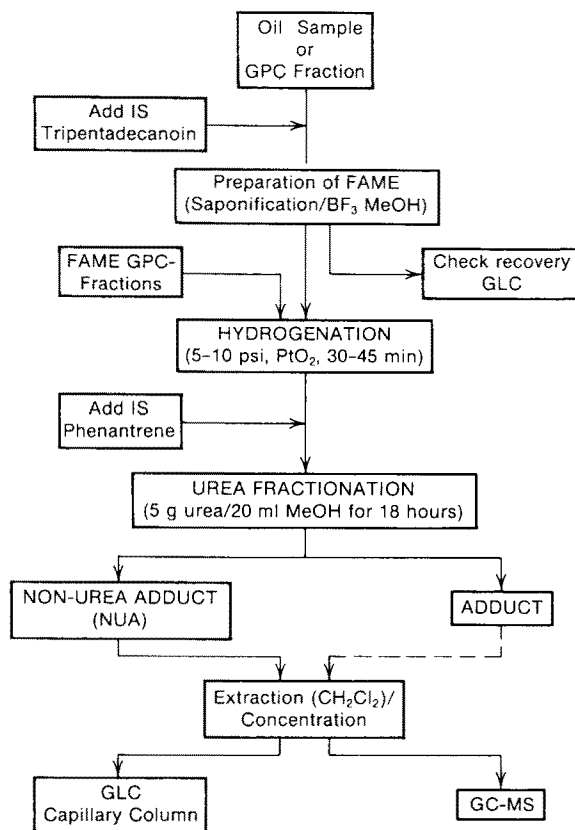 Oil Sample
or
GPC Fraction
Add IS
Tripentadecanoin
Preparation of FAME
(Saponification/BF₃ MeOH)
FAME GPC-
Fractions
Check recovery
GLC
HYDROGENATION
(5–10 psi, PtO₂, 30–45 min)
Add IS
Phenantrene
UREA FRACTIONATION
(5 g urea/20 ml MeOH for 18 hours)
NON-UREA ADDUCT
(NUA)
ADDUCT
Extraction (CH₂Cl₂)/
Concentration
GLC
Capillary Column
GC-MS